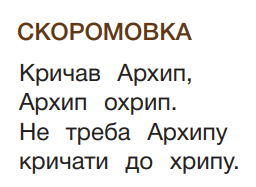 СКОРОМОВКА
Кричав Архип,
Архип охрип.
Не треба Архипу
кричати до хрипу.